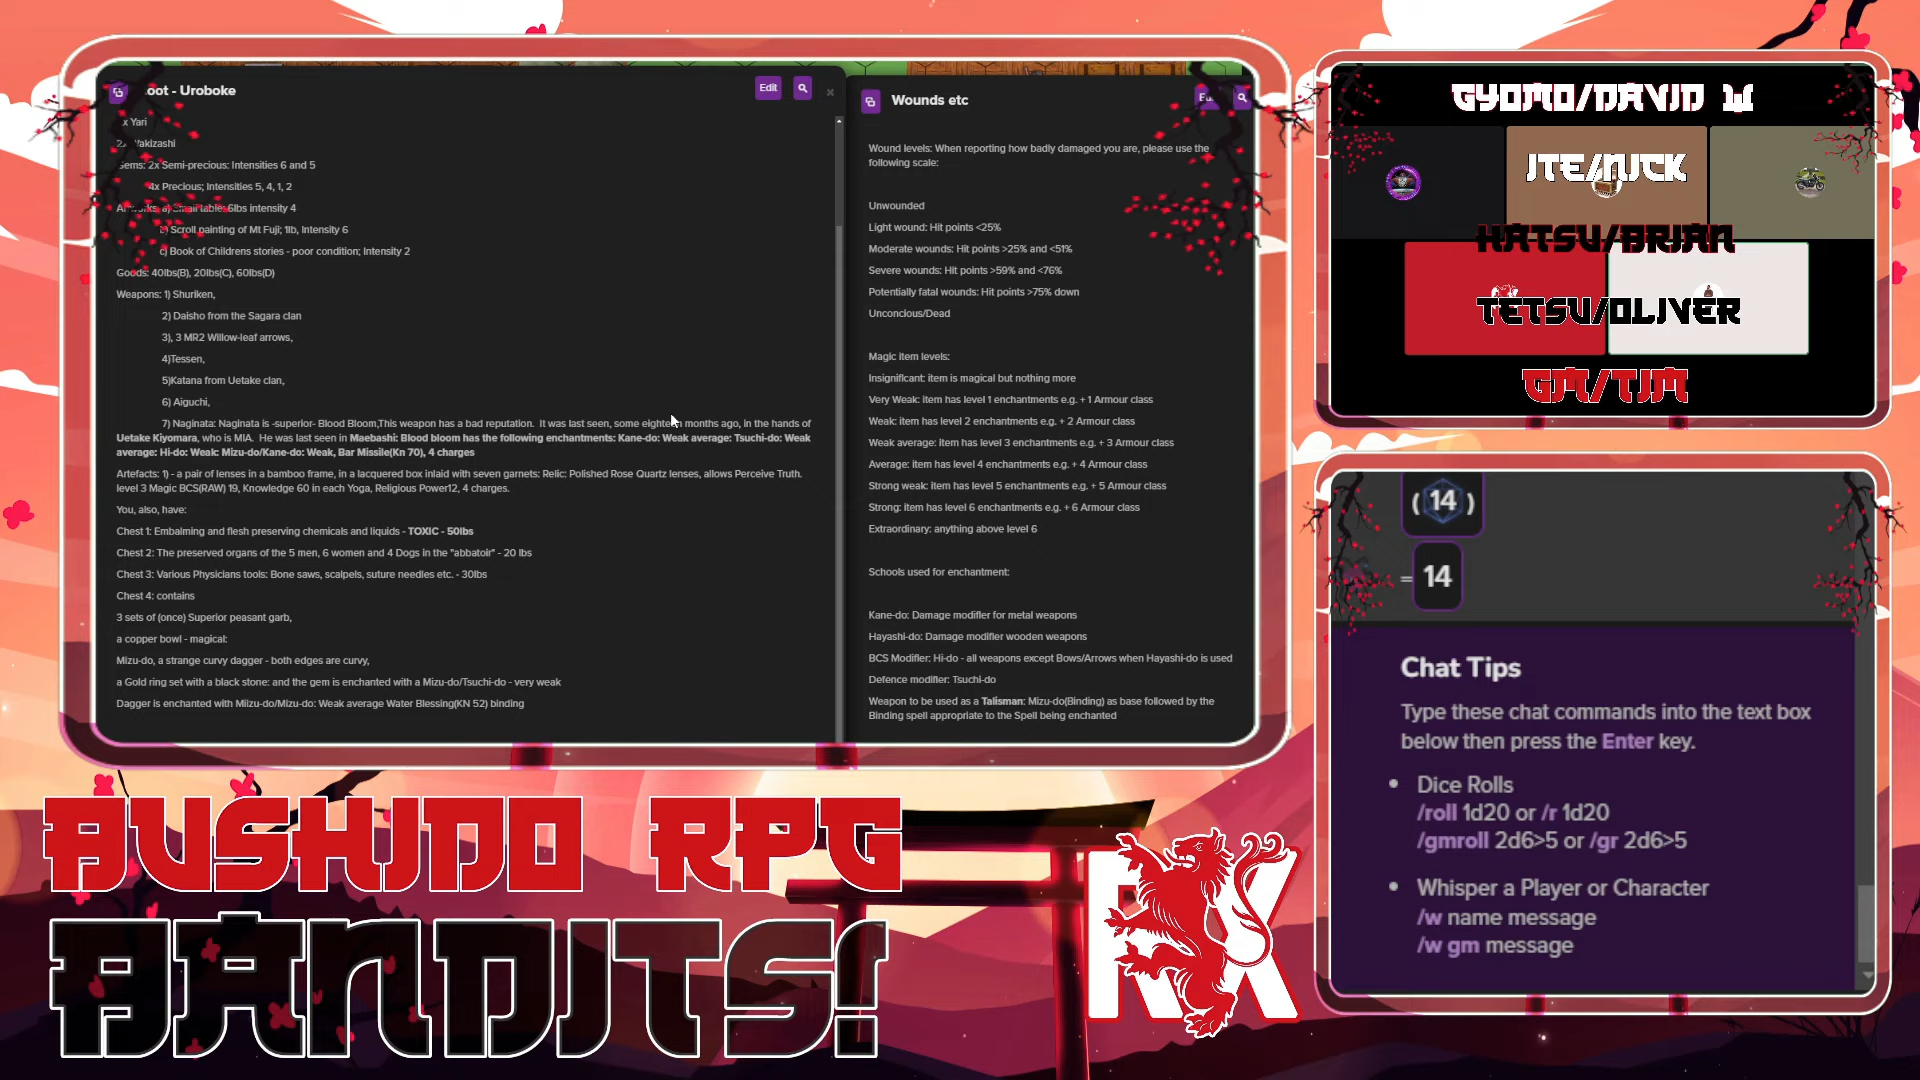 oot - Uroboke
Edit
x Yari
akizashi
ems: 2x Semi-precious: Intensities 6 and 5
4x Precious; Intensities 5, 4, 1, 2
a) Small table: 6lbs intensity 4
Scroll painting of Mt Fuji; 1lb, Intensity 6
c) Book of Childrens stories - poor condition; Intensity 2
Goods: 40lbs(B), 20lbs(C), 60lbs(D)
Weapons: 1) Shuriken,
2) Daisho from the Sagara clan
3), 3 MR2 Willow-leaf arrows,
4)Tessen,
5)Katana from Uetake clan,
6) Aiguchi,
7) Naginata: Naginata is -superior- Blood Bloom,This weapon has a bad reputation. It was last seen, some eighteen months ago, in the hands of
Uetake Kiyomara, who is MIA. He was last seen in Maebashi: Blood bloom has the following enchantments: Kane-do: Weak average: Tsuchi-do: Weak
average: Hi-do: Weak: Mizu-do/Kane-do: Weak, Bar Missile(Kn 70), 4 charges
Artefacts: 1) - a pair of lenses in a bamboo frame, in a lacquered box inlaid with seven garnets: Relic: Polished Rose Quartz lenses, allows Perceive Truth.
level 3 Magic BCS(RAW) 19, Knowledge 60 in each Yoga, Religious Power12, 4 charges.
You, also, have:
Chest 1: Embalming and flesh preserving chemicals and liquids - TOXIC - 50lbs
Chest 2: The preserved organs of the 5 men, 6 women and 4 Dogs in the "abbatoir" - 20 lbs
Chest 3: Various Physicians tools: Bone saws, scalpels, suture needles etc. - 30lbs
Chest 4: contains
3 sets of (once) Superior peasant garb,
a copper bowl - magical:
Mizu-do, a strange curvy dagger - both edges are curvy,
a Gold ring set with a black stone: and the gem is enchanted with a Mizu-do/Tsuchi-do - very weak
Dagger is enchanted with Miizu-do/Mizu-do: Weak average Water Blessing(KN 52) binding
Wounds etc
Wound levels: When reporting how badly damaged you are, please use the
following scale:
Unwounded
Light wound: Hit points <25%
Moderate wounds: Hit points >25% and <51%
Severe wounds: Hit points >59% and <76%
Potentially fatal wounds: Hit points >75% down
Unconcious/Dead
Magic item levels:
Insignificant: item is magical but nothing more
Very Weak: item has level 1 enchantments e.g. + 1 Armour class
Weak: item has level 2 enchantments e.g. + 2 Armour class
Weak average: item has level 3 enchantments e.g. + 3 Armour class
Average: item has level 4 enchantments e.g. + 4 Armour class
Strong weak: item has level 5 enchantments e.g. + 5 Armour class
Strong: item has level 6 enchantments e.g. + 6 Armour class
Extraordinary: anything above level 6
Schools used for enchantment:
Kane-do: Damage modifier for metal weapons
Hayashi-do: Damage modifier wooden weapons
BCS Modifier: Hi-do - all weapons except Bows/Arrows when Hayashi-do is used
Defence modifier: Tsuchi-do
Weapon to be used as a Talisman: Mizu-do(Binding) as base followed by the
Binding spell appropriate to the Spell being enchanted
GYOMO/DAVID W
ITE/NICK
HATSU/BRIAN
TETSU/OLIVER
GM/TIM
(14)
= 14
Chat Tips
Type these chat commands into the text box
below then press the Enter key.
• Dice Rolls
/roll 1d20 or /r 1d20
/gmroll 2d6>5 or /gr 2d6>5
• Whisper a Player or Character
/w name message
/w gm message
BUSHIDO RPG
BANDITS!
RK